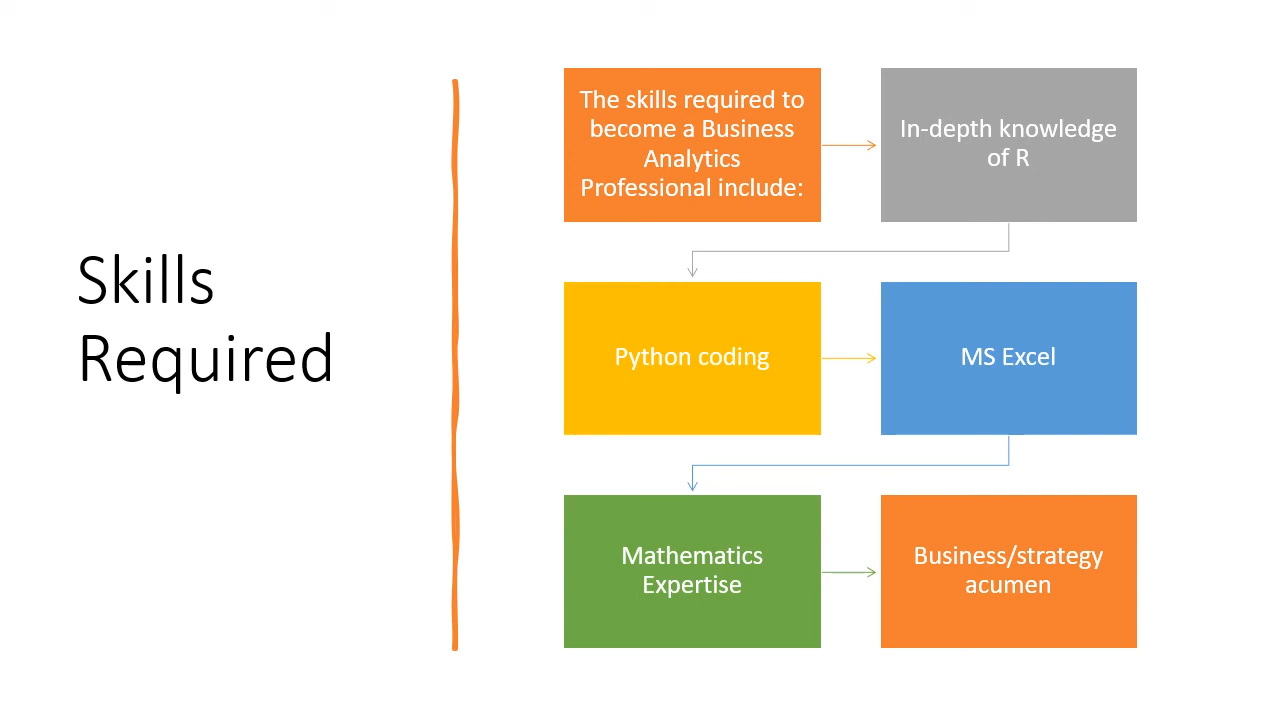 Skills
Required
The skills required to
become a Business
Analytics
Professional include:
In-depth knowledge
of R
Python coding
MS Excel
Mathematics
Expertise
Business/strategy
acumen